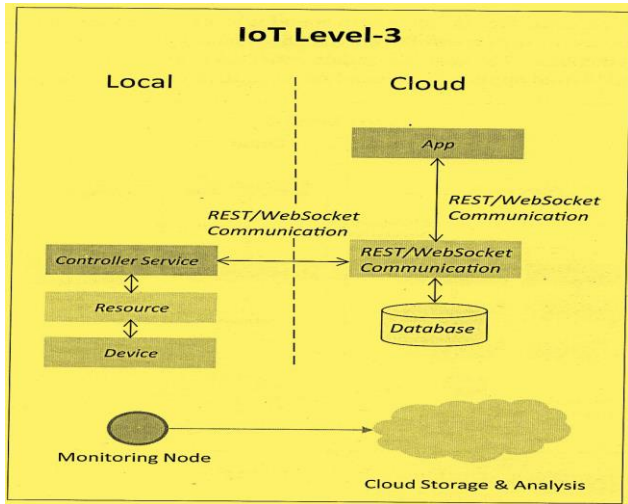 IoT Level-3
Local
Cloud
App
REST/WebSocket
Communication
REST/WebSocket
Communication
Controller Service
REST/WebSocket
Communication
Resource
Database
Device
Monitoring Node
Cloud Storage & Analysis